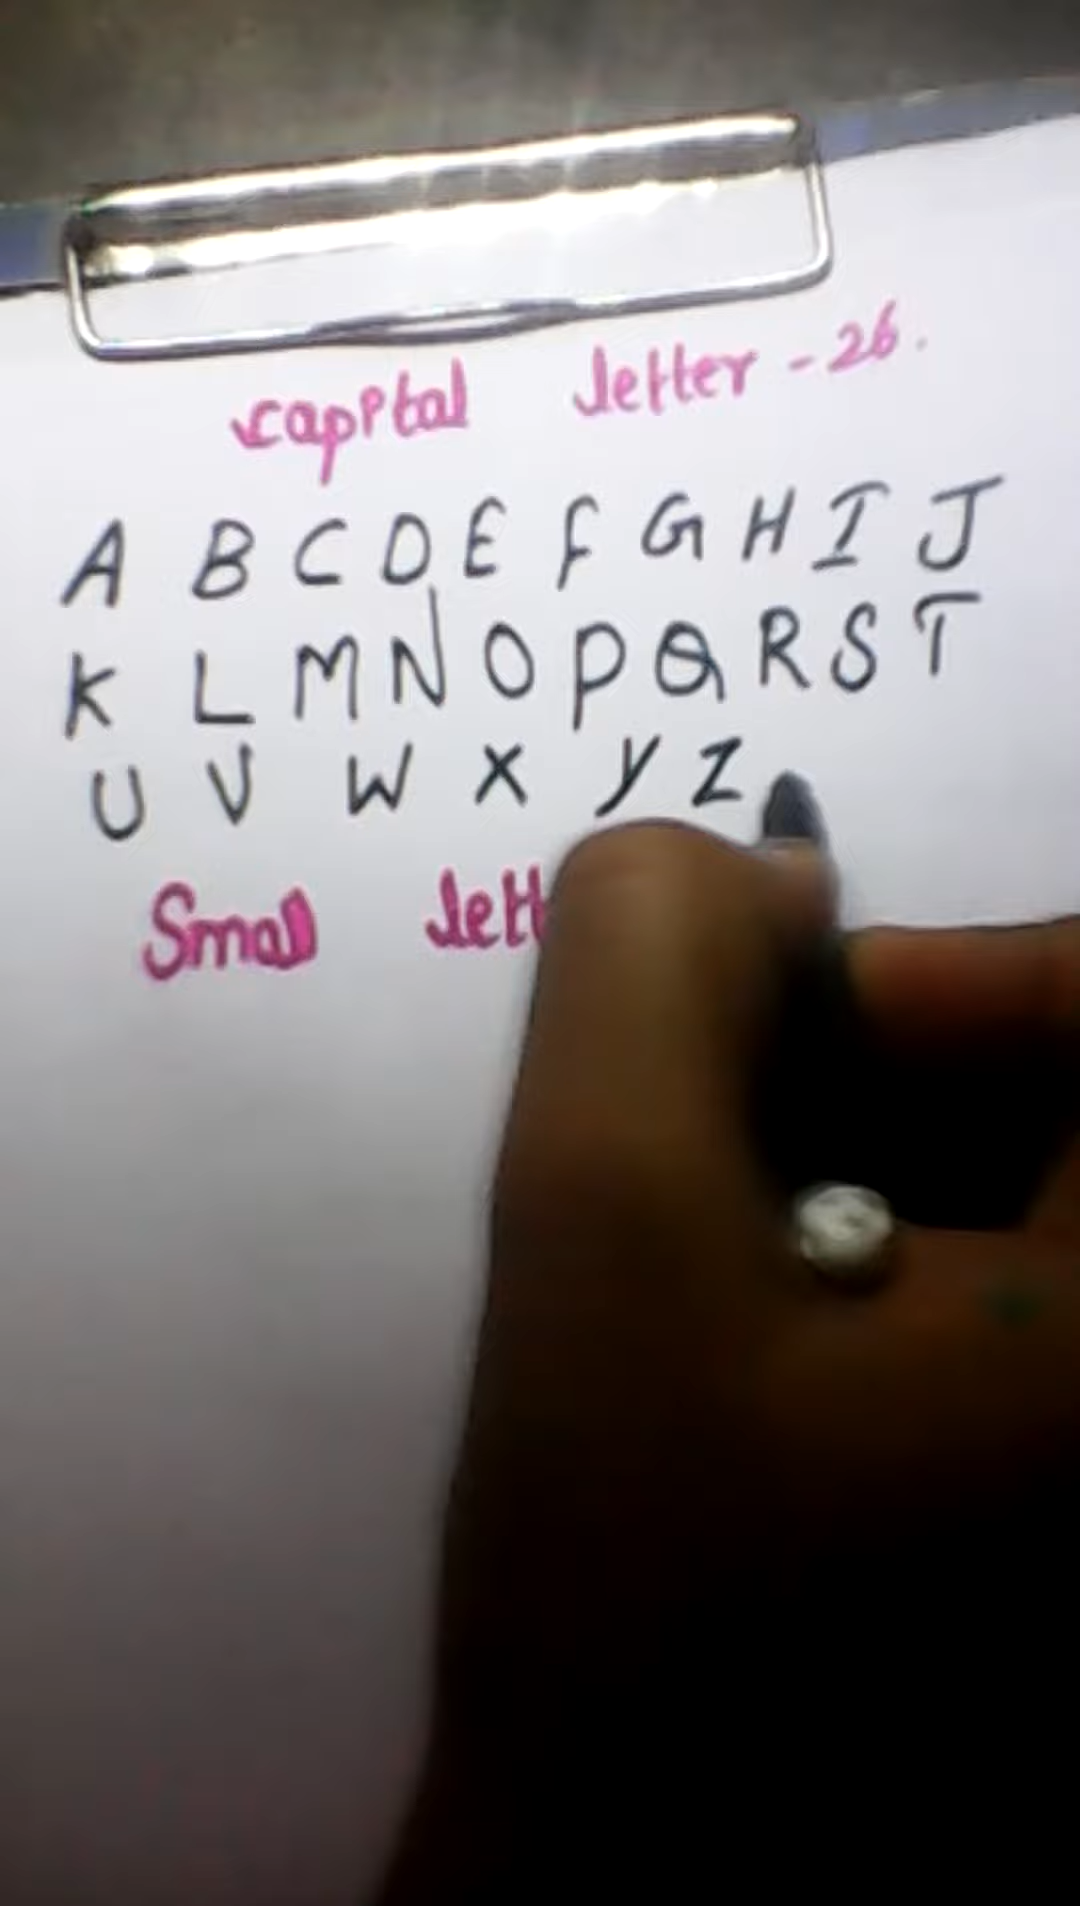 capital letter - 26.
A B C D E F G H I J
K L M N O P Q R S T
U V W X Y Z
Small